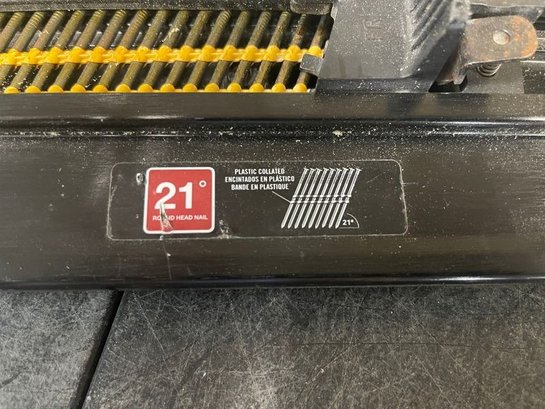 21°
ROUND HEAD NAIL
PLASTIC COLLATED
ENCINTADOS EN PLÁSTICO
BANDE EN PLASTIQUE
21°